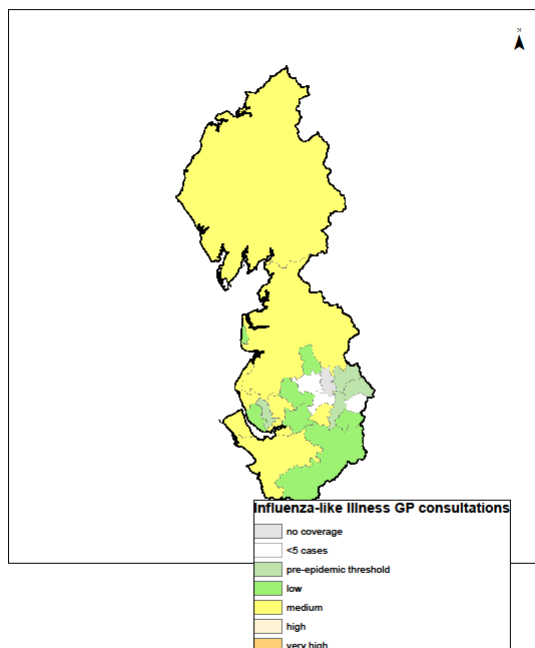 N
Influenza-like Illness GP consultations
no coverage
<5 cases
pre-epidemic threshold
low
medium
high
very high